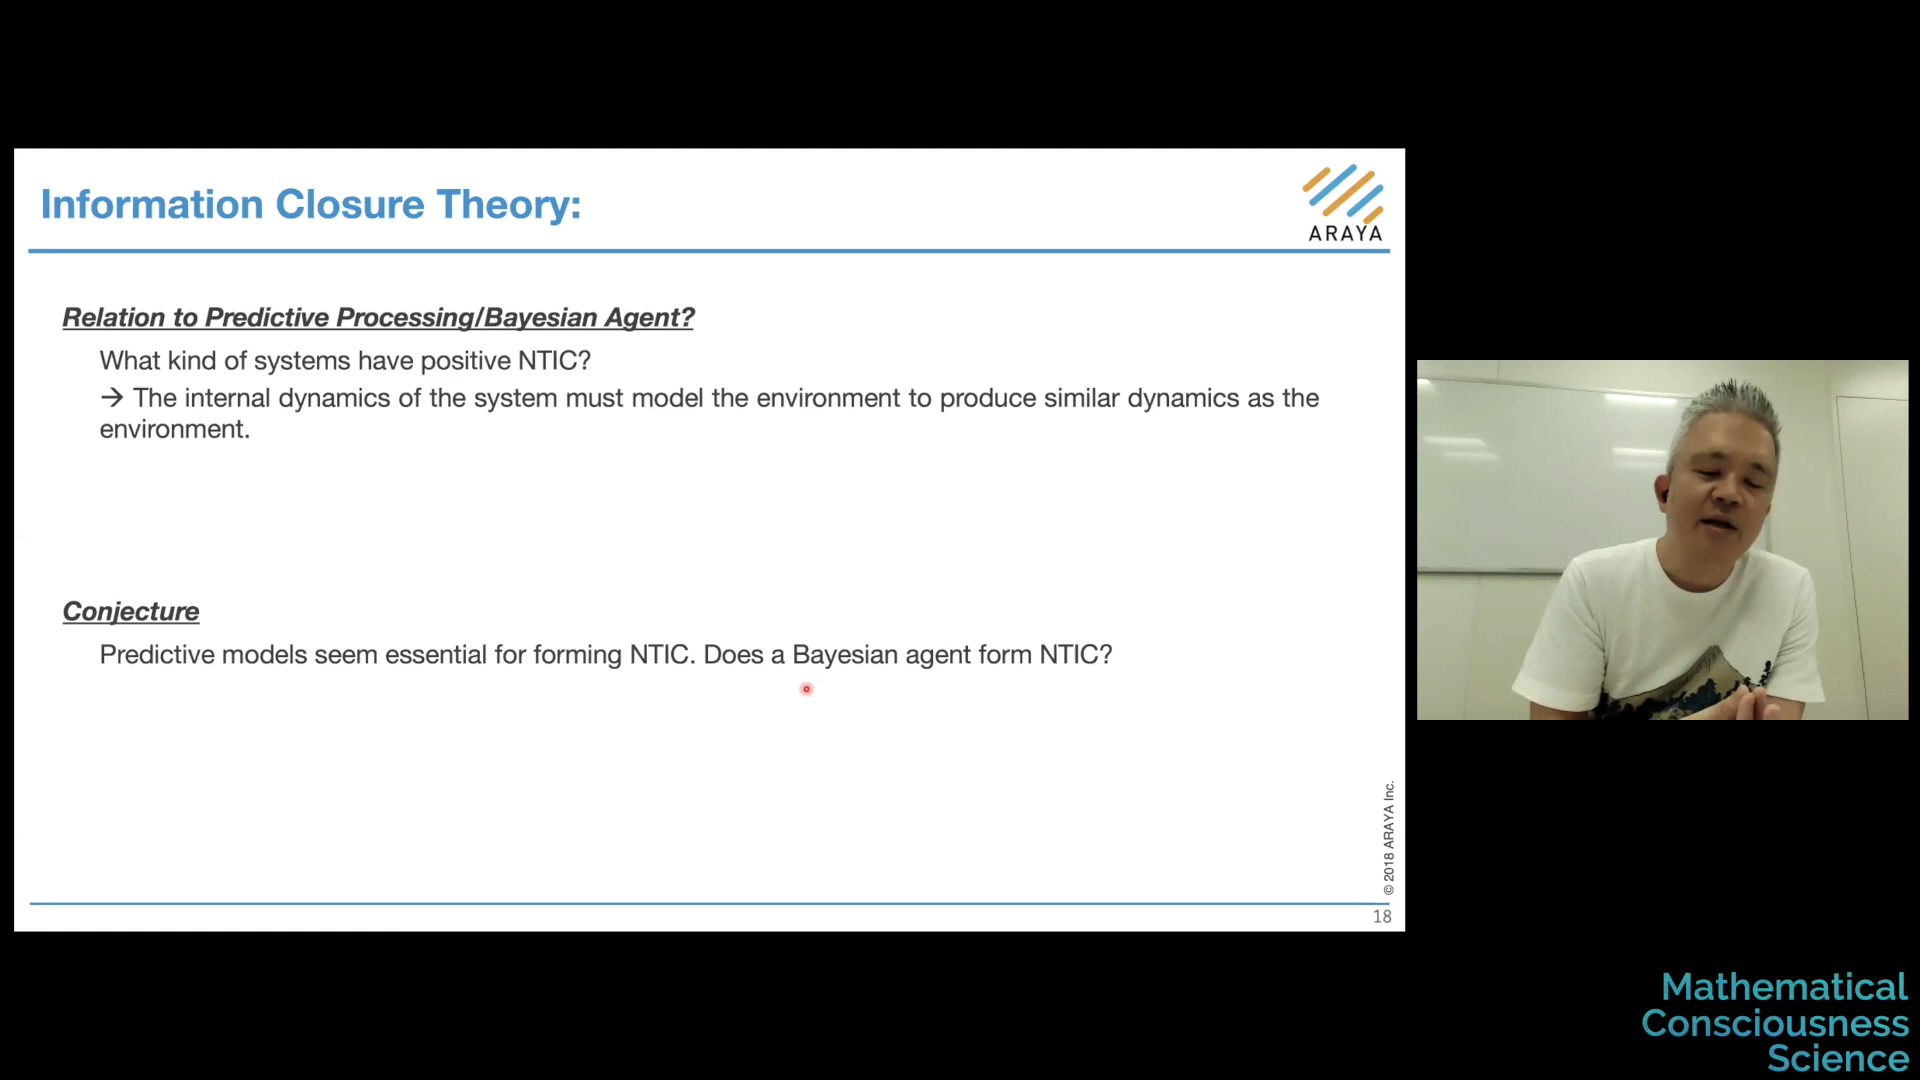 Information Closure Theory:
ARAYA
Relation to Predictive Processing/Bayesian Agent?
What kind of systems have positive NTIC?
→ The internal dynamics of the system must model the environment to produce similar dynamics as the
environment.
Conjecture
Predictive models seem essential for forming NTIC. Does a Bayesian agent form NTIC?
© 2018 ARAYA Inc.
18
Mathematical
Consciousness
Science